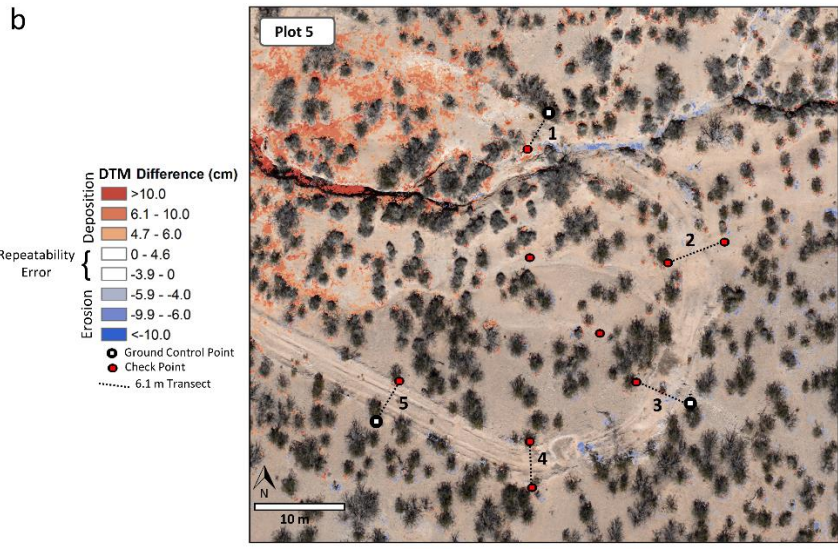 b
Plot 5
DTM Difference (cm)
Deposition
>10.0
6.1 - 10.0
4.7 - 6.0
Repeatability
Error
{
0 - 4.6
-3.9 - 0
Erosion
-5.9 - -4.0
-9.9 - -6.0
<-10.0
Ground Control Point
Check Point
6.1 m Transect
1
2
3
4
5
N
10 m